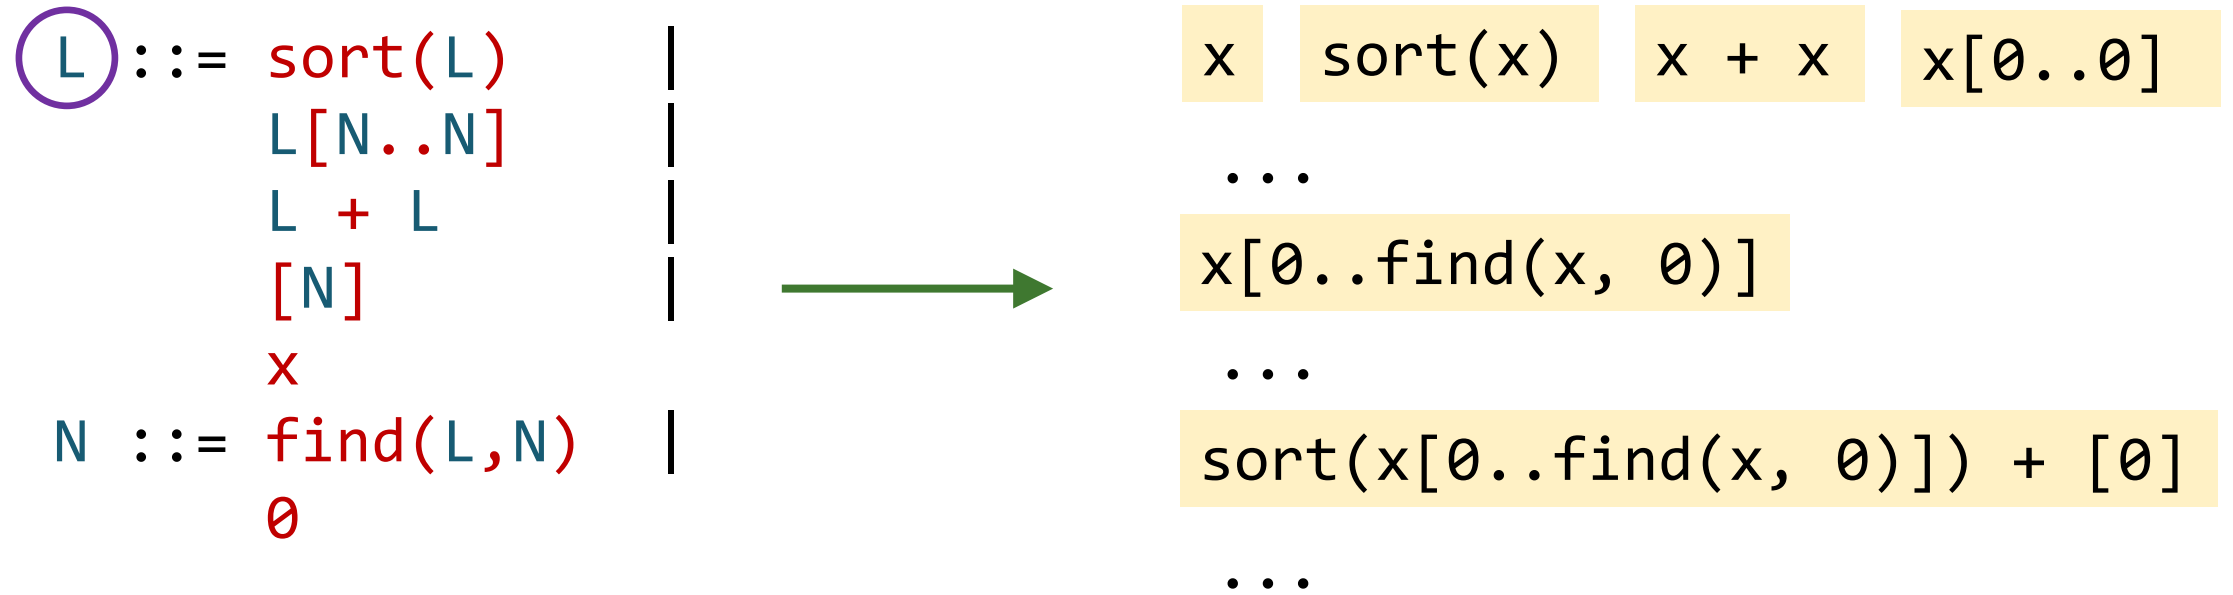 L ::= sort(L) |
L[N..N] |
L + L |
[N] |
x
N ::= find(L,N) |
0
x sort(x) x + x x[0..0]
...
x[0..find(x, 0)]
...
sort(x[0..find(x, 0)]) + [0]
...